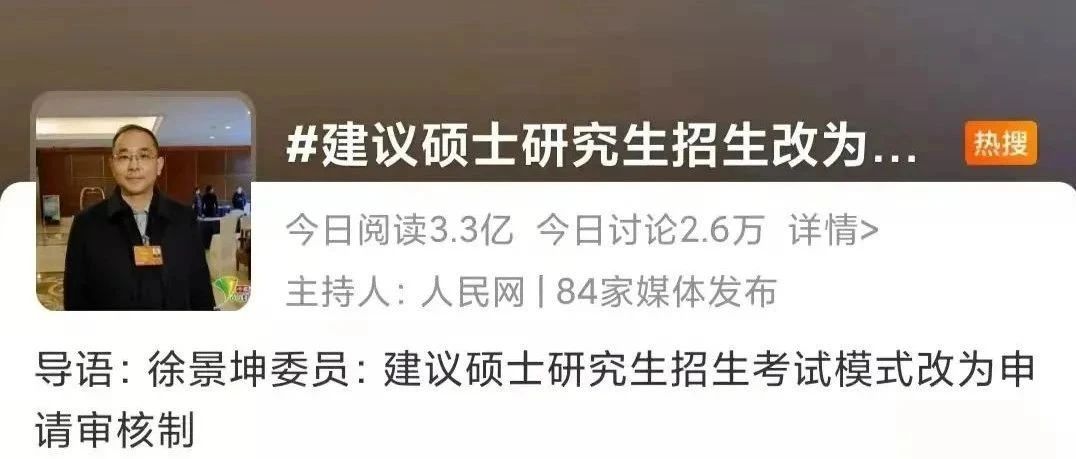 #建议硕士研究生招生改为... 热搜
今日阅读3.3亿 今日讨论2.6万 详情>
主持人：人民网 | 84家媒体发布
导语：徐景坤委员：建议硕士研究生招生考试模式改为申
请审核制